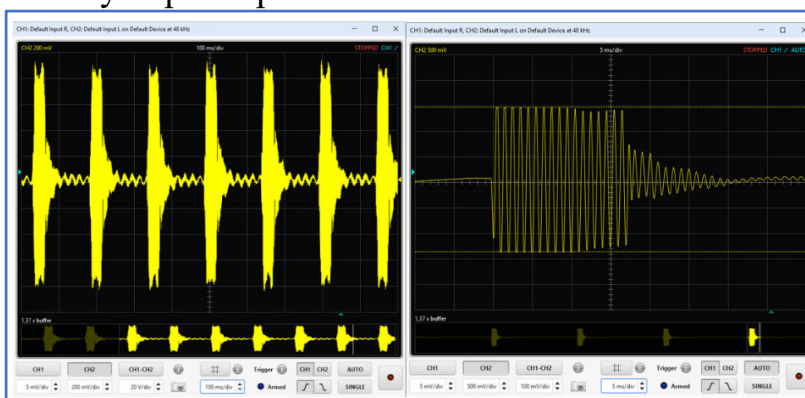 CH1: Default Input R, CH2: Default Input L on Default Device at 48 kHz
CH2 200 mV 100 ms/div STOPPED CH1
1,37 s buffer
CH1 CH2 CH1-CH2 Trigger CH1 CH2 AUTO
5 mV/div 200 mV/div 20 V/div 100 ms/div Armed SINGLE
CH1: Default Input R, CH2: Default Input L on Default Device at 48 kHz
CH2 500 mV 5 ms/div STOPPED CH1 AUTO
1,37 s buffer
CH1 CH2 CH1-CH2 Trigger CH1 CH2 AUTO
5 mV/div 500 mV/div 100 mV/div 5 ms/div Armed SINGLE